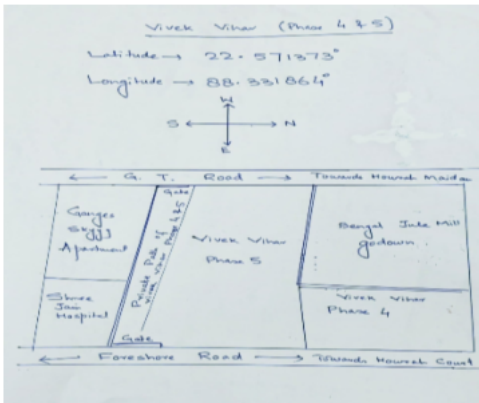 Vivek Vihar (Phase 4 & 5)
Latitude → 22.571373°
Longitude → 88.331864°
W
S N
E
← G. T. Road → Towards Howrah Maidan
Gate
Ganges
Apartment
Private Path of
Vivek Vihar Phase 4&5
Vivek Vihar
Phase 5
Bengal Jute Mill
godown
Shree
Jain
Hospital
Vivek Vihar
Phase 4
Gate
← Foreshore Road → Towards Howrah Court